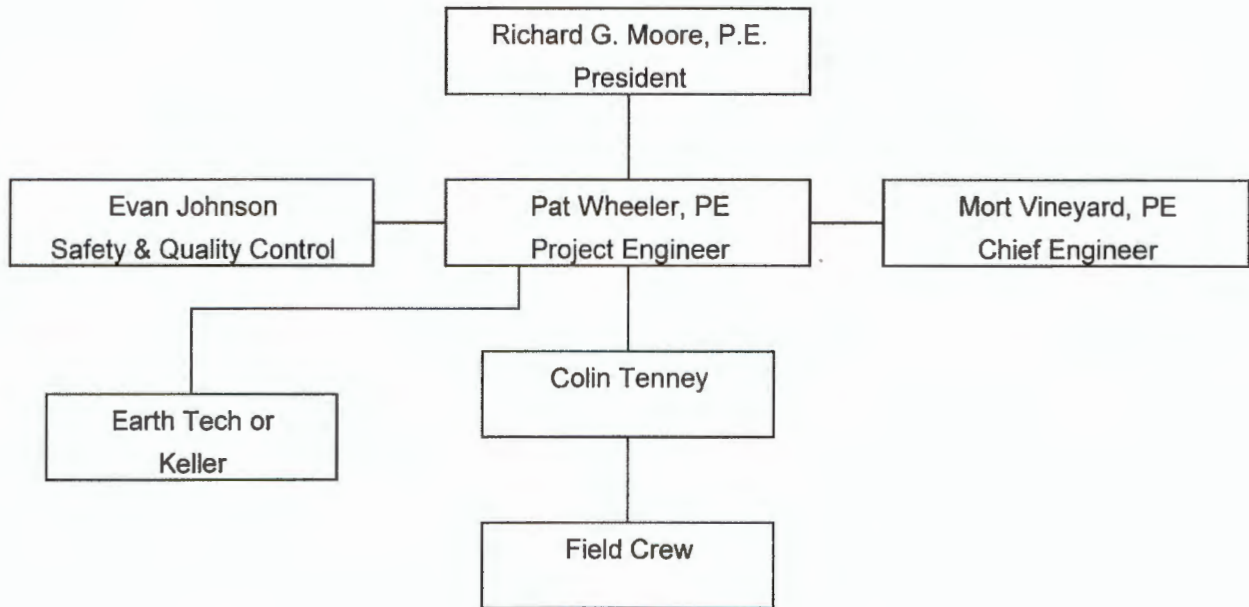 Richard G. Moore, P.E.
President
Evan Johnson
Safety & Quality Control
Pat Wheeler, PE
Project Engineer
Mort Vineyard, PE
Chief Engineer
Colin Tenney
Earth Tech or
Keller
Field Crew